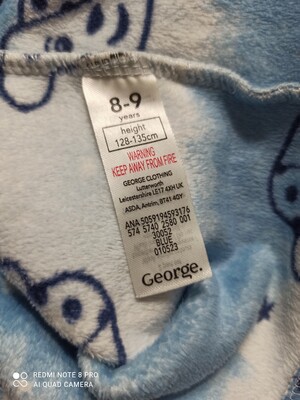 8-9
years
height
128-135cm
WARNING
KEEP AWAY FROM FIRE
GEORGE CLOTHING
Lutterworth
Leicestershire LE17 4XH UK
ASDA, Antrim, BT41 4GY
ANA 5059194593176
574 5740 2580 001
30052
BLUE
010523
George.
REDMI NOTE 8 PRO
AI QUAD CAMERA